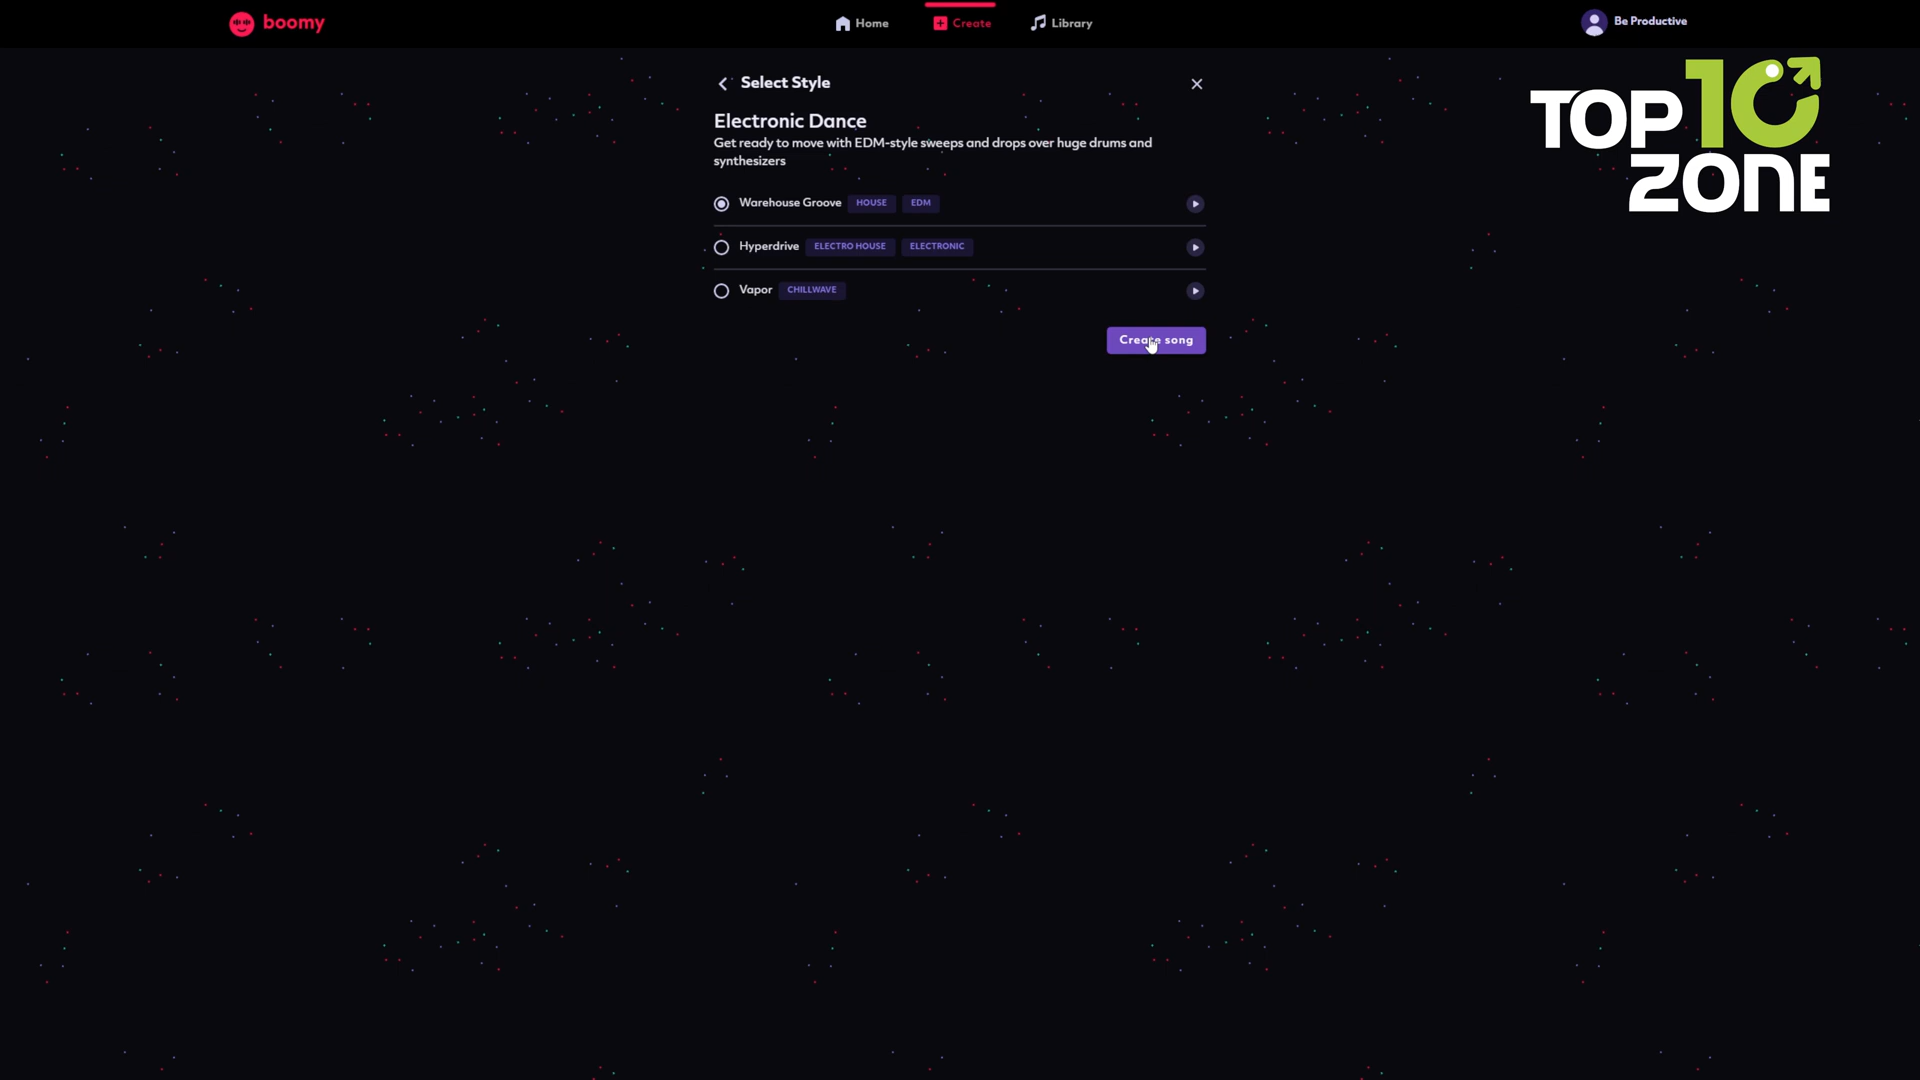 boomy
Home
Create
Library
Be Productive
TOP 10
ZONE
Select Style
Electronic Dance
Get ready to move with EDM-style sweeps and drops over huge drums and
synthesizers
Warehouse Groove HOUSE EDM
Hyperdrive ELECTRO HOUSE ELECTRONIC
Vapor CHILLWAVE
Create song